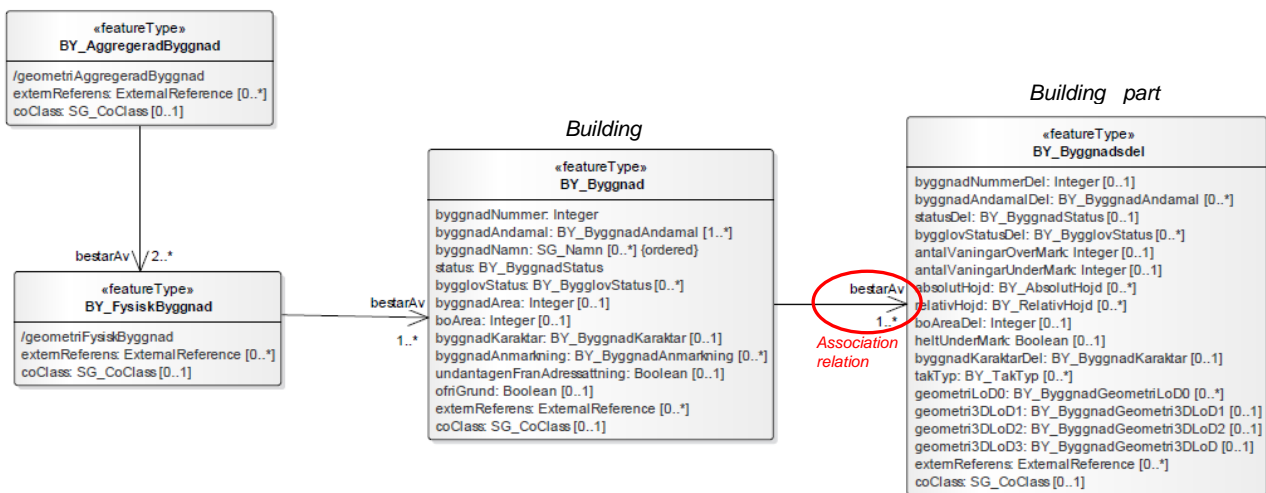 «featureType»
BY_AggregeradByggnad
/geometriAggregeradByggnad
externReferens: ExternalReference [0..*]
coClass: SG_CoClass [0..1]
bestarAv
2..*
«featureType»
BY_FysiskByggnad
/geometriFysiskByggnad
externReferens: ExternalReference [0..*]
coClass: SG_CoClass [0..1]
bestarAv
1..*
Building
«featureType»
BY_Byggnad
byggnadNummer: Integer
byggnadAndamal: BY_ByggnadAndamal [1..*]
byggnadNamn: SG_Namn [0..*] {ordered}
status: BY_ByggnadStatus
bygglovStatus: BY_BygglovStatus [0..*]
byggnadArea: Integer [0..1]
boArea: Integer [0..1]
byggnadKaraktar: BY_ByggnadKaraktar [0..1]
byggnadAnmarkning: BY_ByggnadAnmarkning [0..*]
undantagenFranAdressattning: Boolean [0..1]
ofriGrund: Boolean [0..1]
externReferens: ExternalReference [0..*]
coClass: SG_CoClass [0..1]
bestarAv
1..*
Association
relation
Building part
«featureType»
BY_Byggnadsdel
byggnadNummerDel: Integer [0..1]
byggnadAndamalDel: BY_ByggnadAndamal [0..*]
statusDel: BY_ByggnadStatus [0..1]
bygglovStatusDel: BY_BygglovStatus [0..*]
antalVaningarOverMark: Integer [0..1]
antalVaningarUnderMark: Integer [0..1]
absolutHojd: BY_AbsolutHojd [0..*]
relativHojd: BY_RelativHojd [0..*]
boAreaDel: Integer [0..1]
heltUnderMark: Boolean [0..1]
byggnadKaraktarDel: BY_ByggnadKaraktar [0..1]
takTyp: BY_TakTyp [0..*]
geometriLoD0: BY_ByggnadGeometriLoD0 [0..*]
geometri3DLoD1: BY_ByggnadGeometri3DLoD1 [0..1]
geometri3DLoD2: BY_ByggnadGeometri3DLoD2 [0..1]
geometri3DLoD3: BY_ByggnadGeometri3DLoD [0..1]
externReferens: ExternalReference [0..*]
coClass: SG_CoClass [0..1]